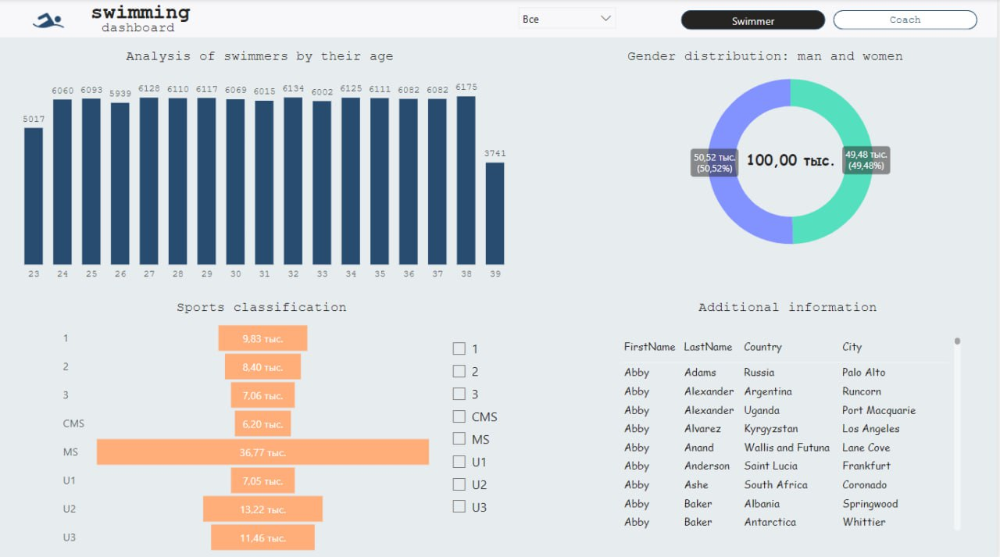 swimming
dashboard
Все
Swimmer
Coach
Analysis of swimmers by their age
5017 6060 6093 5939 6128 6110 6117 6069 6015 6134 6002 6125 6111 6082 6082 6175 3741
23 24 25 26 27 28 29 30 31 32 33 34 35 36 37 38 39
Gender distribution: man and women
50,52 тыс.
(50,52%)
100,00 тыс.
49,48 тыс.
(49,48%)
Sports classification
1 9,83 тыс.
2 8,40 тыс.
3 7,06 тыс.
CMS 6,20 тыс.
MS 36,77 тыс.
U1 7,05 тыс.
U2 13,22 тыс.
U3 11,46 тыс.
1
2
3
CMS
MS
U1
U2
U3
Additional information
FirstName LastName Country City
Abby Adams Russia Palo Alto
Abby Alexander Argentina Runcorn
Abby Alexander Uganda Port Macquarie
Abby Alvarez Kyrgyzstan Los Angeles
Abby Anand Wallis and Futuna Lane Cove
Abby Anderson Saint Lucia Frankfurt
Abby Ashe South Africa Coronado
Abby Baker Albania Springwood
Abby Baker Antarctica Whittier